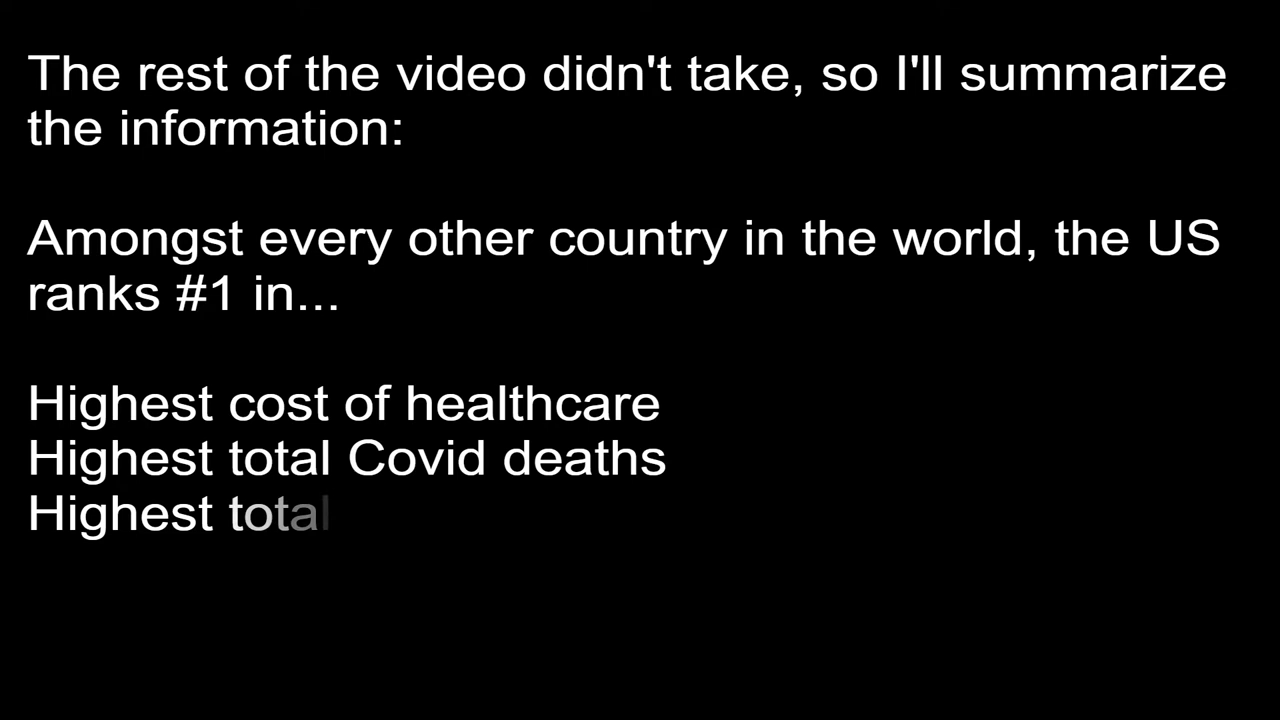 The rest of the video didn't take, so I'll summarize
the information:
Amongst every other country in the world, the US
ranks #1 in...
Highest cost of healthcare
Highest total Covid deaths
Highest total